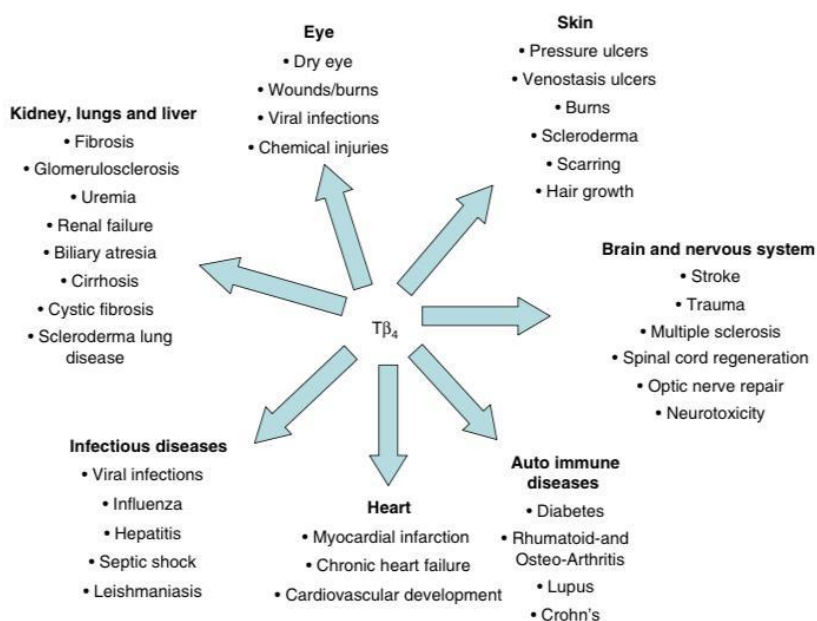 Eye
• Dry eye
• Wounds/burns
• Viral infections
• Chemical injuries
Skin
• Pressure ulcers
• Venostasis ulcers
• Burns
• Scleroderma
• Scarring
• Hair growth
Kidney, lungs and liver
• Fibrosis
• Glomerulosclerosis
• Uremia
• Renal failure
• Biliary atresia
• Cirrhosis
• Cystic fibrosis
• Scleroderma lung
disease
Brain and nervous system
• Stroke
• Trauma
• Multiple sclerosis
• Spinal cord regeneration
• Optic nerve repair
• Neurotoxicity
Tβ₄
Infectious diseases
• Viral infections
• Influenza
• Hepatitis
• Septic shock
• Leishmaniasis
Heart
• Myocardial infarction
• Chronic heart failure
• Cardiovascular development
Auto immune
diseases
• Diabetes
• Rhumatoid-and
Osteo-Arthritis
• Lupus
• Crohn's